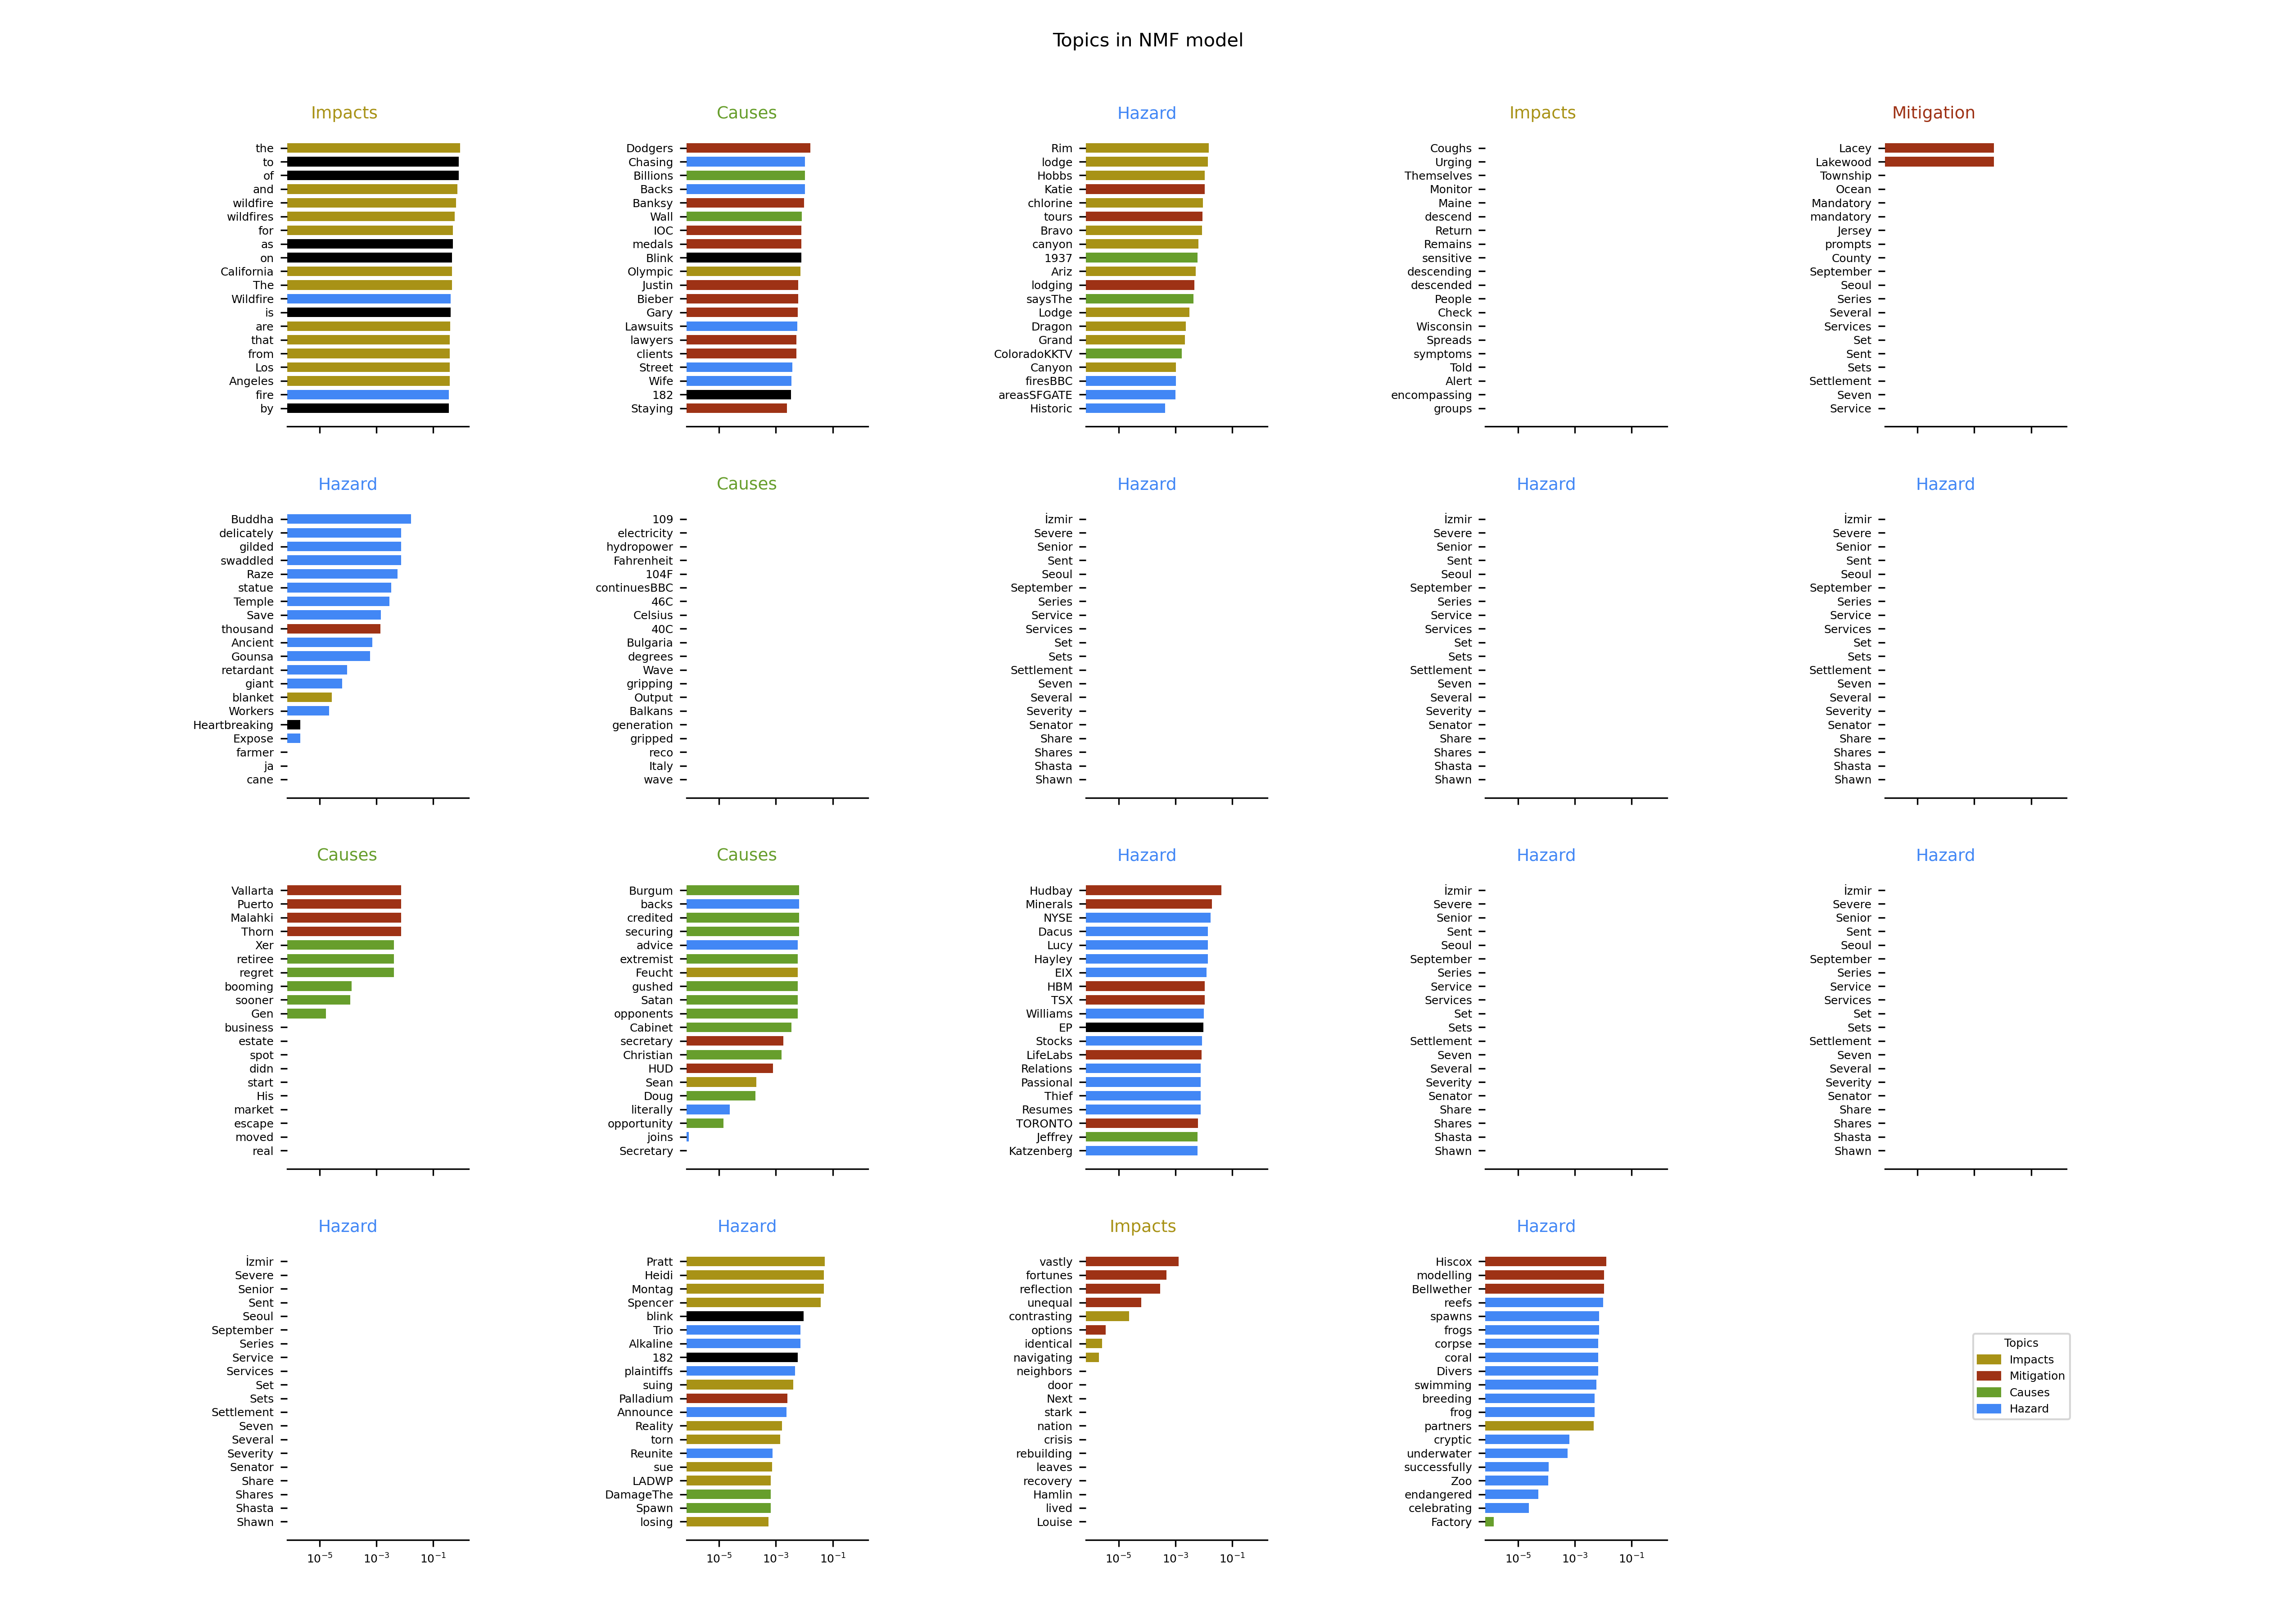 Topics in NMF model
Impacts
the
to
of
and
wildfire
wildfires
for
as
on
California
The
Wildfire
is
are
that
from
Los
Angeles
fire
by
Causes
Dodgers
Chasing
Billions
Backs
Banksy
Wall
IOC
medals
Blink
Olympic
Justin
Bieber
Gary
Lawsuits
lawyers
clients
Street
Wife
182
Staying
Hazard
Rim
lodge
Hobbs
Katie
chlorine
tours
Bravo
canyon
1937
Ariz
lodging
saysThe
Lodge
Dragon
Grand
ColoradoKKTV
Canyon
firesBBC
areasSFGATE
Historic
Impacts
Coughs
Urging
Themselves
Monitor
Maine
descend
Return
Remains
sensitive
descending
descended
People
Check
Wisconsin
Spreads
symptoms
Told
Alert
encompassing
groups
Mitigation
Lacey
Lakewood
Township
Ocean
Mandatory
mandatory
Jersey
prompts
County
September
Seoul
Series
Several
Services
Set
Sent
Sets
Settlement
Seven
Service
Hazard
Buddha
delicately
gilded
swaddled
Raze
statue
Temple
Save
thousand
Ancient
Gounsa
retardant
giant
blanket
Workers
Heartbreaking
Expose
farmer
ja
cane
Causes
109
electricity
hydropower
Fahrenheit
104F
continuesBBC
46C
Celsius
40C
Bulgaria
degrees
Wave
gripping
Output
Balkans
generation
gripped
reco
Italy
wave
Hazard
İzmir
Severe
Senior
Sent
Seoul
September
Series
Service
Services
Set
Sets
Settlement
Seven
Several
Severity
Senator
Share
Shares
Shasta
Shawn
Hazard
İzmir
Severe
Senior
Sent
Seoul
September
Series
Service
Services
Set
Sets
Settlement
Seven
Several
Severity
Senator
Share
Shares
Shasta
Shawn
Hazard
İzmir
Severe
Senior
Sent
Seoul
September
Series
Service
Services
Set
Sets
Settlement
Seven
Several
Severity
Senator
Share
Shares
Shasta
Shawn
Causes
Vallarta
Puerto
Malahki
Thorn
Xer
retiree
regret
booming
sooner
Gen
business
estate
spot
didn
start
His
market
escape
moved
real
Causes
Burgum
backs
credited
securing
advice
extremist
Feucht
gushed
Satan
opponents
Cabinet
secretary
Christian
HUD
Sean
Doug
literally
opportunity
joins
Secretary
Hazard
Hudbay
Minerals
NYSE
Dacus
Lucy
Hayley
EIX
HBM
TSX
Williams
EP
Stocks
LifeLabs
Relations
Passional
Thief
Resumes
TORONTO
Jeffrey
Katzenberg
Hazard
İzmir
Severe
Senior
Sent
Seoul
September
Series
Service
Services
Set
Sets
Settlement
Seven
Several
Severity
Senator
Share
Shares
Shasta
Shawn
Hazard
İzmir
Severe
Senior
Sent
Seoul
September
Series
Service
Services
Set
Sets
Settlement
Seven
Several
Severity
Senator
Share
Shares
Shasta
Shawn
Hazard
İzmir
Severe
Senior
Sent
Seoul
September
Series
Service
Services
Set
Sets
Settlement
Seven
Several
Severity
Senator
Share
Shares
Shasta
Shawn
10⁻⁵ 10⁻³ 10⁻¹
Hazard
Pratt
Heidi
Montag
Spencer
blink
Trio
Alkaline
182
plaintiffs
suing
Palladium
Announce
Reality
torn
Reunite
sue
LADWP
DamageThe
Spawn
losing
10⁻⁵ 10⁻³ 10⁻¹
Impacts
vastly
fortunes
reflection
unequal
contrasting
options
identical
navigating
neighbors
door
Next
stark
nation
crisis
rebuilding
leaves
recovery
Hamlin
lived
Louise
10⁻⁵ 10⁻³ 10⁻¹
Hazard
Hiscox
modelling
Bellwether
reefs
spawns
frogs
corpse
coral
Divers
swimming
breeding
frog
partners
cryptic
underwater
successfully
Zoo
endangered
celebrating
Factory
10⁻⁵ 10⁻³ 10⁻¹
Topics
Impacts
Mitigation
Causes
Hazard